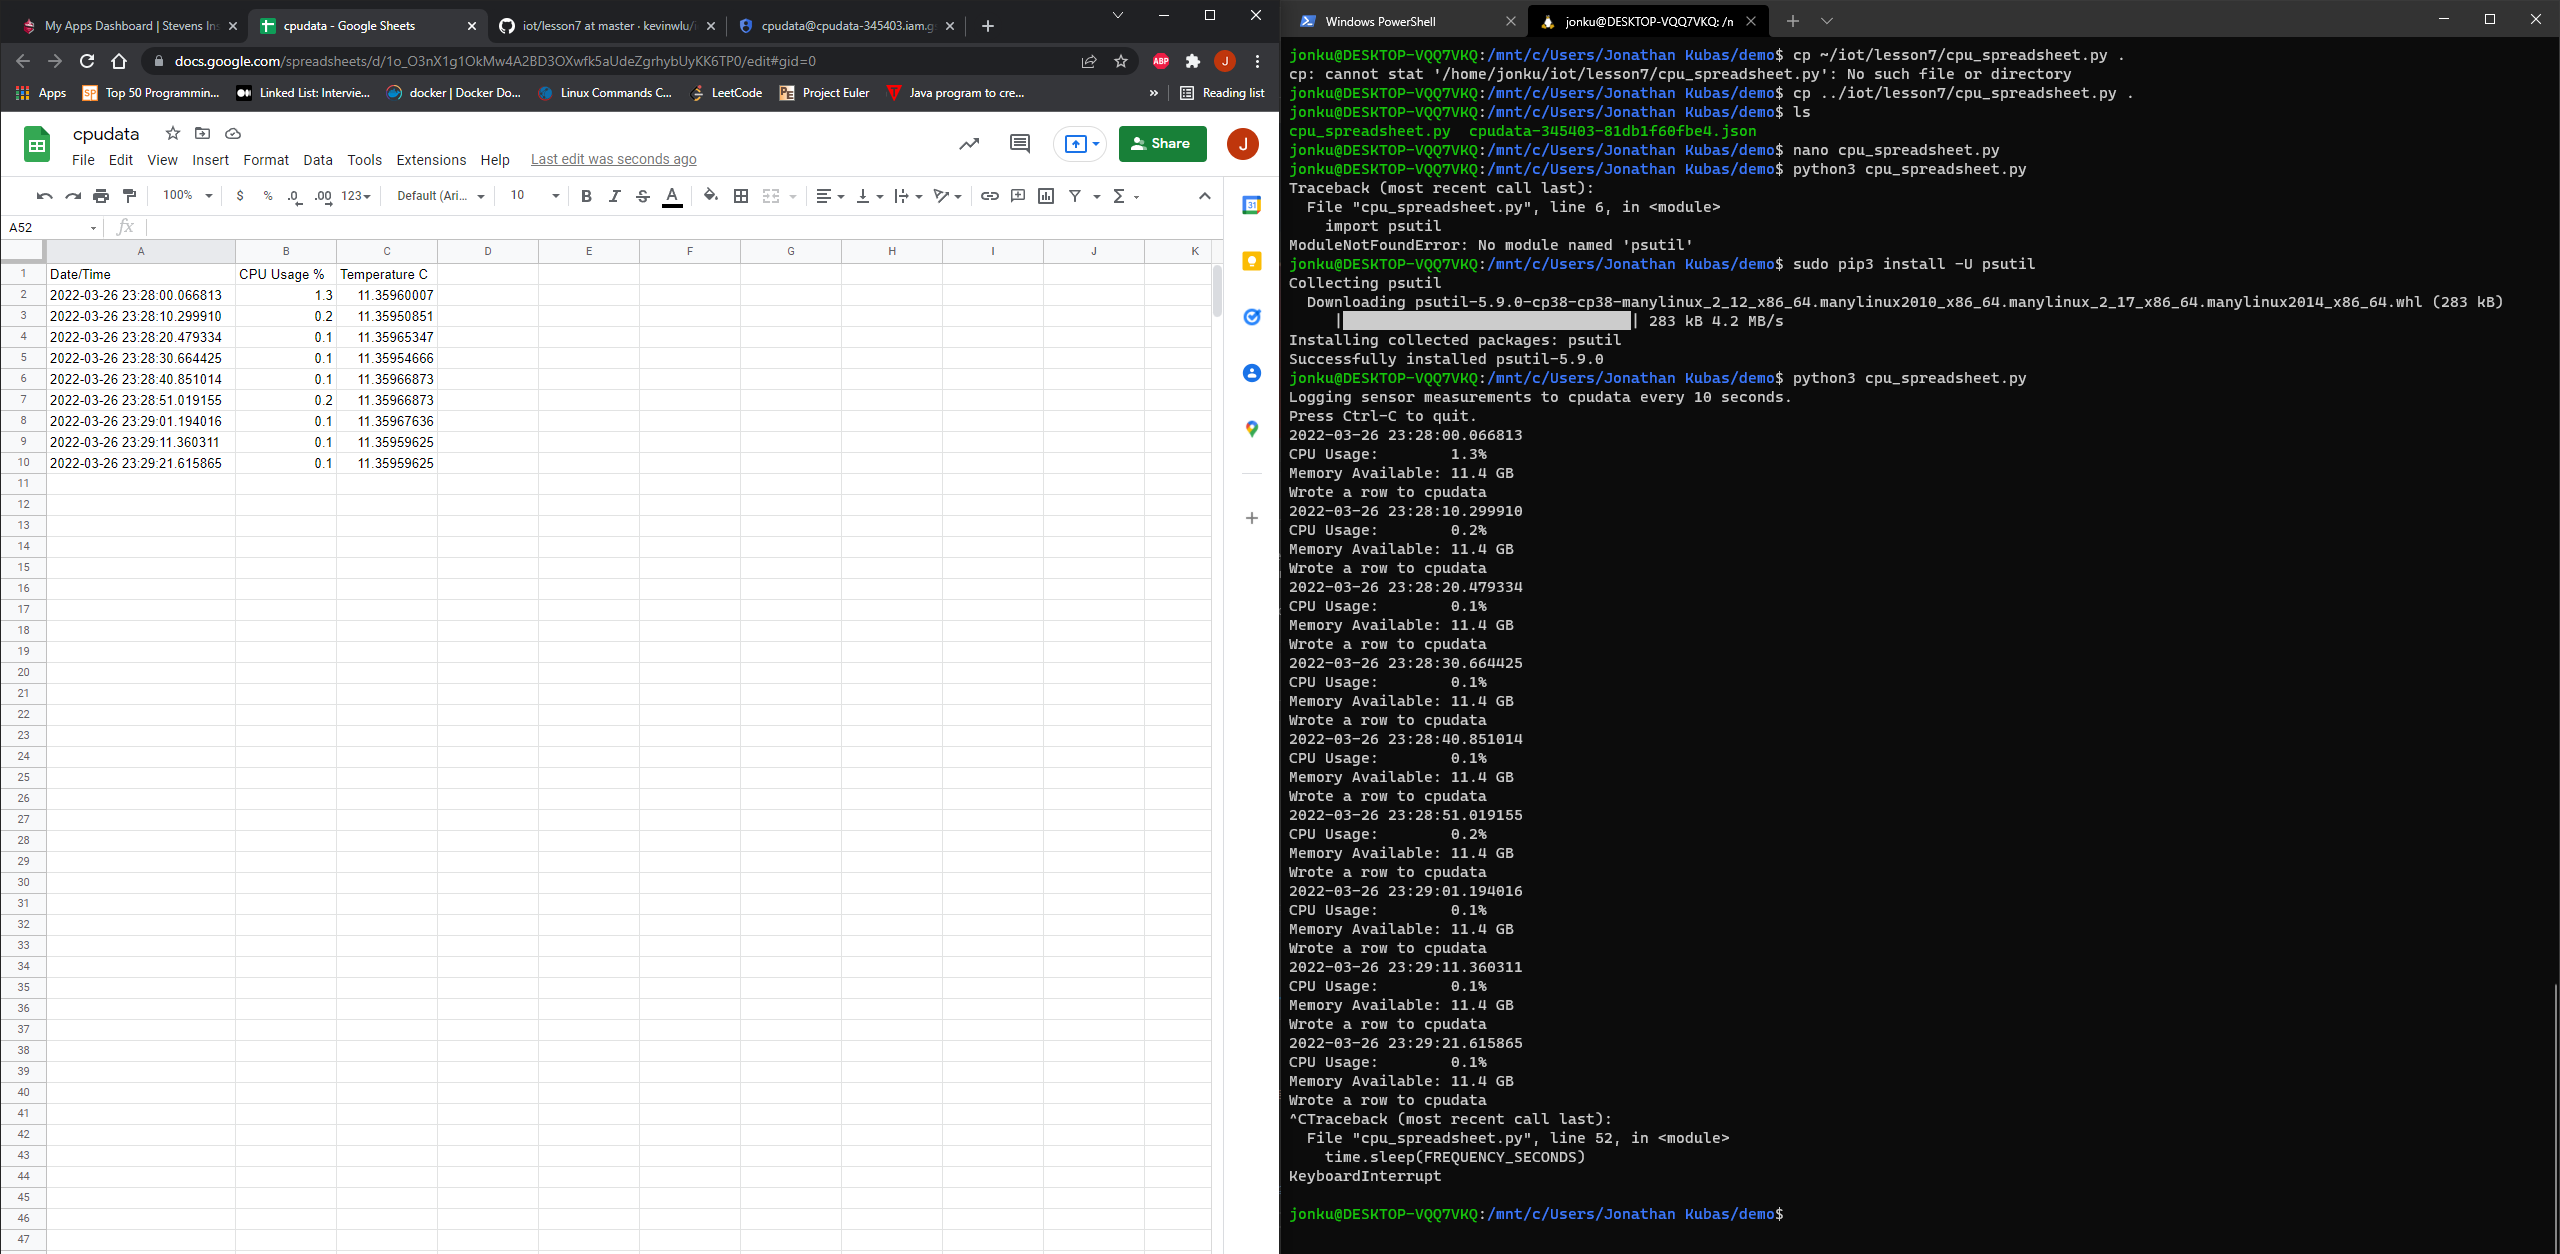 My Apps Dashboard | Stevens Ins
cpudata - Google Sheets
iot/lesson7 at master · kevinwlu/
cpudata@cpudata-345403.iam.g
docs.google.com/spreadsheets/d/1o_O3nX1g1OkMw4A2BD3OXwfk5aUdeZgrhybUyKK6TP0/edit#gid=0
ABP
J
Apps
Top 50 Programmin...
Linked List: Intervie...
docker | Docker Do...
Linux Commands C...
LeetCode
Project Euler
Java program to cre...
»
Reading list
cpudata
File Edit View Insert Format Data Tools Extensions Help Last edit was seconds ago
Share
J
100% $ % .0 .00 123 Default (Ari... 10 B I S A
A52 fx
A B C D E F G H I J K
1 Date/Time CPU Usage % Temperature C
2 2022-03-26 23:28:00.066813 1.3 11.35960007
3 2022-03-26 23:28:10.299910 0.2 11.35950851
4 2022-03-26 23:28:20.479334 0.1 11.35965347
5 2022-03-26 23:28:30.664425 0.1 11.35954666
6 2022-03-26 23:28:40.851014 0.1 11.35966873
7 2022-03-26 23:28:51.019155 0.2 11.35966873
8 2022-03-26 23:29:01.194016 0.1 11.35967636
9 2022-03-26 23:29:11.360311 0.1 11.35959625
10 2022-03-26 23:29:21.615865 0.1 11.35959625
11
12
13
14
15
16
17
18
19
20
21
22
23
24
25
26
27
28
29
30
31
32
33
34
35
36
37
38
39
40
41
42
43
44
45
46
47
31
Windows PowerShell
jonku@DESKTOP-VQQ7VKQ: /n
jonku@DESKTOP-VQQ7VKQ:/mnt/c/Users/Jonathan Kubas/demo$ cp ~/iot/lesson7/cpu_spreadsheet.py .
cp: cannot stat '/home/jonku/iot/lesson7/cpu_spreadsheet.py': No such file or directory
jonku@DESKTOP-VQQ7VKQ:/mnt/c/Users/Jonathan Kubas/demo$ cp ../iot/lesson7/cpu_spreadsheet.py .
jonku@DESKTOP-VQQ7VKQ:/mnt/c/Users/Jonathan Kubas/demo$ ls
cpu_spreadsheet.py cpudata-345403-81db1f60fbe4.json
jonku@DESKTOP-VQQ7VKQ:/mnt/c/Users/Jonathan Kubas/demo$ nano cpu_spreadsheet.py
jonku@DESKTOP-VQQ7VKQ:/mnt/c/Users/Jonathan Kubas/demo$ python3 cpu_spreadsheet.py
Traceback (most recent call last):
File "cpu_spreadsheet.py", line 6, in <module>
import psutil
ModuleNotFoundError: No module named 'psutil'
jonku@DESKTOP-VQQ7VKQ:/mnt/c/Users/Jonathan Kubas/demo$ sudo pip3 install -U psutil
Collecting psutil
Downloading psutil-5.9.0-cp38-cp38-manylinux_2_12_x86_64.manylinux2010_x86_64.manylinux_2_17_x86_64.manylinux2014_x86_64.whl (283 kB)
| | 283 kB 4.2 MB/s
Installing collected packages: psutil
Successfully installed psutil-5.9.0
jonku@DESKTOP-VQQ7VKQ:/mnt/c/Users/Jonathan Kubas/demo$ python3 cpu_spreadsheet.py
Logging sensor measurements to cpudata every 10 seconds.
Press Ctrl-C to quit.
2022-03-26 23:28:00.066813
CPU Usage: 1.3%
Memory Available: 11.4 GB
Wrote a row to cpudata
2022-03-26 23:28:10.299910
CPU Usage: 0.2%
Memory Available: 11.4 GB
Wrote a row to cpudata
2022-03-26 23:28:20.479334
CPU Usage: 0.1%
Memory Available: 11.4 GB
Wrote a row to cpudata
2022-03-26 23:28:30.664425
CPU Usage: 0.1%
Memory Available: 11.4 GB
Wrote a row to cpudata
2022-03-26 23:28:40.851014
CPU Usage: 0.1%
Memory Available: 11.4 GB
Wrote a row to cpudata
2022-03-26 23:28:51.019155
CPU Usage: 0.2%
Memory Available: 11.4 GB
Wrote a row to cpudata
2022-03-26 23:29:01.194016
CPU Usage: 0.1%
Memory Available: 11.4 GB
Wrote a row to cpudata
2022-03-26 23:29:11.360311
CPU Usage: 0.1%
Memory Available: 11.4 GB
Wrote a row to cpudata
2022-03-26 23:29:21.615865
CPU Usage: 0.1%
Memory Available: 11.4 GB
Wrote a row to cpudata
^CTraceback (most recent call last):
File "cpu_spreadsheet.py", line 52, in <module>
time.sleep(FREQUENCY_SECONDS)
KeyboardInterrupt
jonku@DESKTOP-VQQ7VKQ:/mnt/c/Users/Jonathan Kubas/demo$